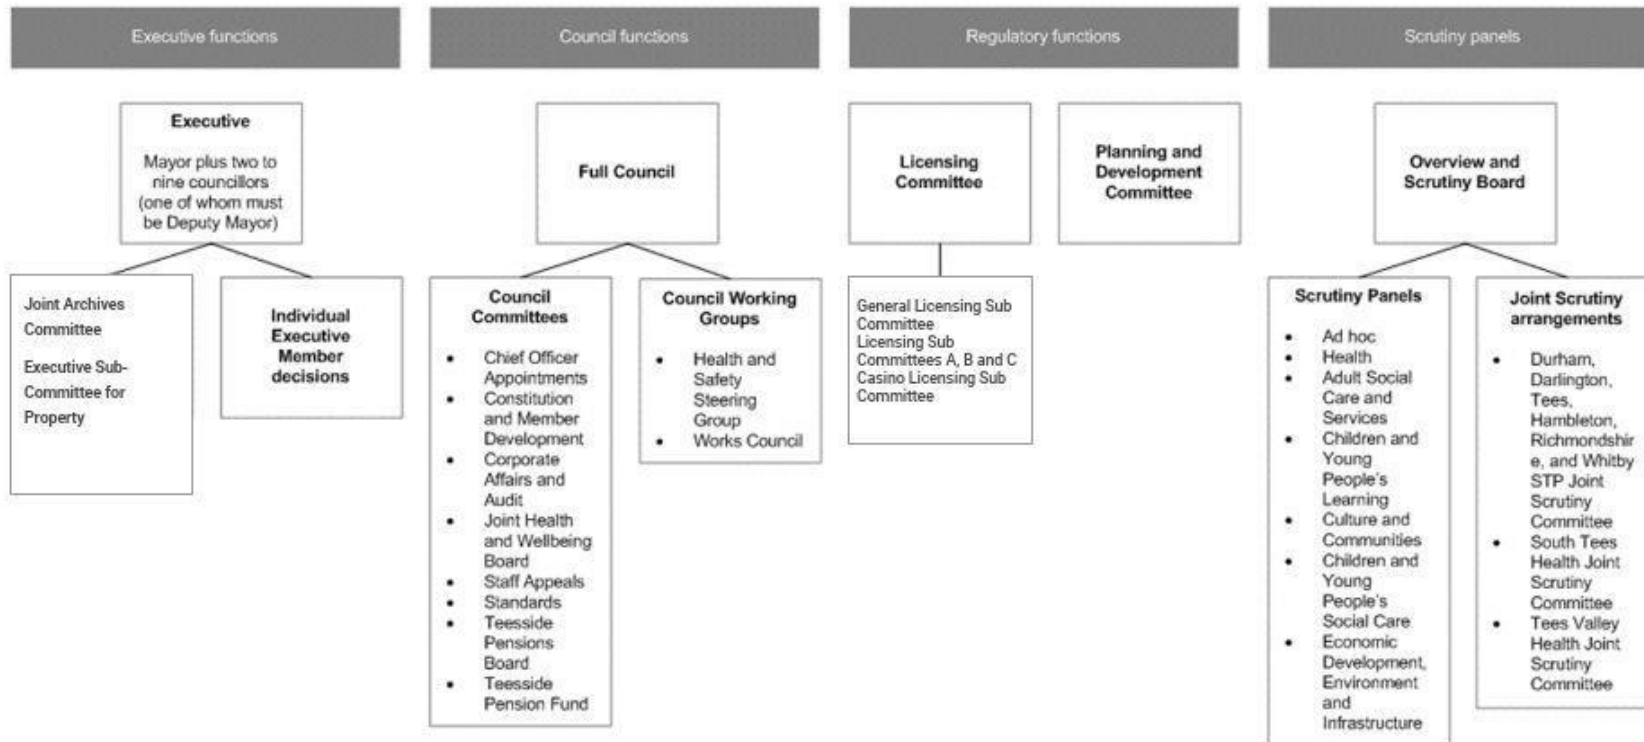 Executive functions
Council functions
Regulatory functions
Scrutiny panels
Executive
Mayor plus two to
nine councillors
(one of whom must
be Deputy Mayor)
Joint Archives
Committee
Executive Sub-
Committee for
Property
Individual
Executive
Member
decisions
Full Council
Council
Committees
• Chief Officer
Appointments
• Constitution
and Member
Development
• Corporate
Affairs and
Audit
• Joint Health
and Wellbeing
Board
• Staff Appeals
• Standards
• Teesside
Pensions
Board
• Teesside
Pension Fund
Council Working
Groups
• Health and
Safety
Steering
Group
• Works Council
Licensing
Committee
General Licensing Sub
Committee
Licensing Sub
Committees A, B and C
Casino Licensing Sub
Committee
Planning and
Development
Committee
Overview and
Scrutiny Board
Scrutiny Panels
• Ad hoc
• Health
• Adult Social
Care and
Services
• Children and
Young
People's
Learning
• Culture and
Communities
• Children and
Young
People's
Social Care
• Economic
Development,
Environment
and
Infrastructure
Joint Scrutiny
arrangements
• Durham,
Darlington,
Tees,
Hambleton,
Richmondshir
e, and Whitby
STP Joint
Scrutiny
Committee
• South Tees
Health Joint
Scrutiny
Committee
• Tees Valley
Health Joint
Scrutiny
Committee